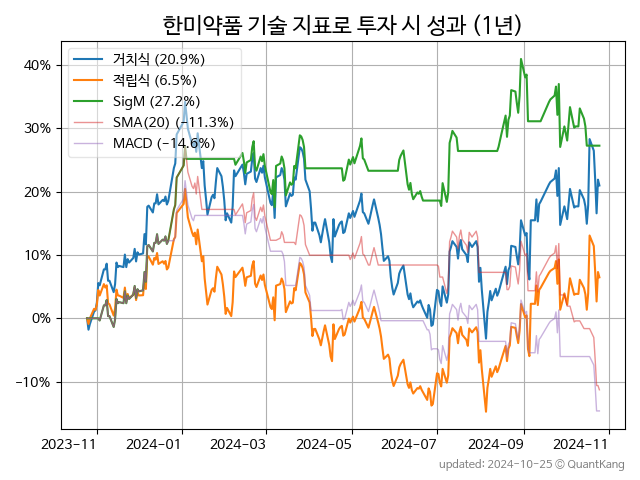 한미약품 기술 지표로 투자 시 성과 (1년)
거치식 (20.9%)
적립식 (6.5%)
SigM (27.2%)
SMA(20) (−11.3%)
MACD (−14.6%)
40%
30%
20%
10%
0%
−10%
2023−11 2024−01 2024−03 2024−05 2024−07 2024−09 2024−11
updated: 2024-10-25 ⓒ QuantKang